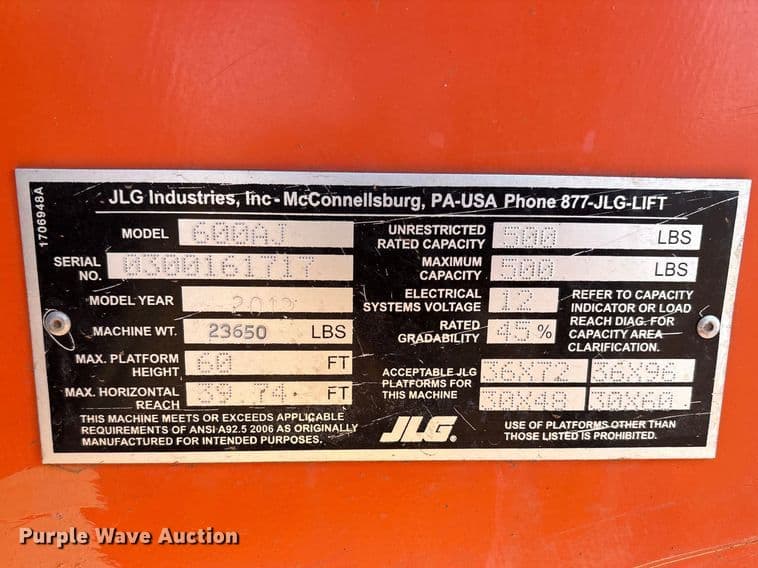 1706948A
JLG Industries, Inc - McConnellsburg, PA-USA Phone 877-JLG-LIFT
MODEL 600AJ
SERIAL NO. 0300161717
MODEL YEAR
MACHINE WT. 23650 LBS
MAX. PLATFORM HEIGHT 60 FT
MAX. HORIZONTAL REACH 39 74 FT
THIS MACHINE MEETS OR EXCEEDS APPLICABLE
REQUIREMENTS OF ANSI A92.5 2006 AS ORIGINALLY
MANUFACTURED FOR INTENDED PURPOSES.
UNRESTRICTED RATED CAPACITY 500 LBS
MAXIMUM CAPACITY 500 LBS
ELECTRICAL SYSTEMS VOLTAGE 12
RATED GRADABILITY 45 %
REFER TO CAPACITY
INDICATOR OR LOAD
REACH DIAG. FOR
CAPACITY AREA
CLARIFICATION.
ACCEPTABLE JLG
PLATFORMS FOR
THIS MACHINE
36X72 36X96
30X48 30X60
JLG.
USE OF PLATFORMS OTHER THAN
THOSE LISTED IS PROHIBITED.
Purple Wave Auction